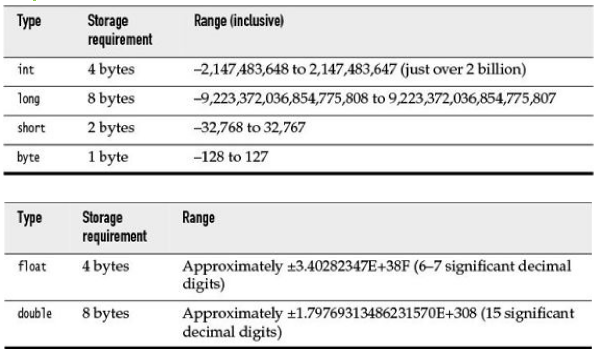 Type Storage requirement Range (inclusive)
int 4 bytes –2,147,483,648 to 2,147,483,647 (just over 2 billion)
long 8 bytes –9,223,372,036,854,775,808 to 9,223,372,036,854,775,807
short 2 bytes –32,768 to 32,767
byte 1 byte –128 to 127
Type Storage requirement Range
float 4 bytes Approximately ±3.40282347E+38F (6–7 significant decimal
digits)
double 8 bytes Approximately ±1.79769313486231570E+308 (15 significant
decimal digits)